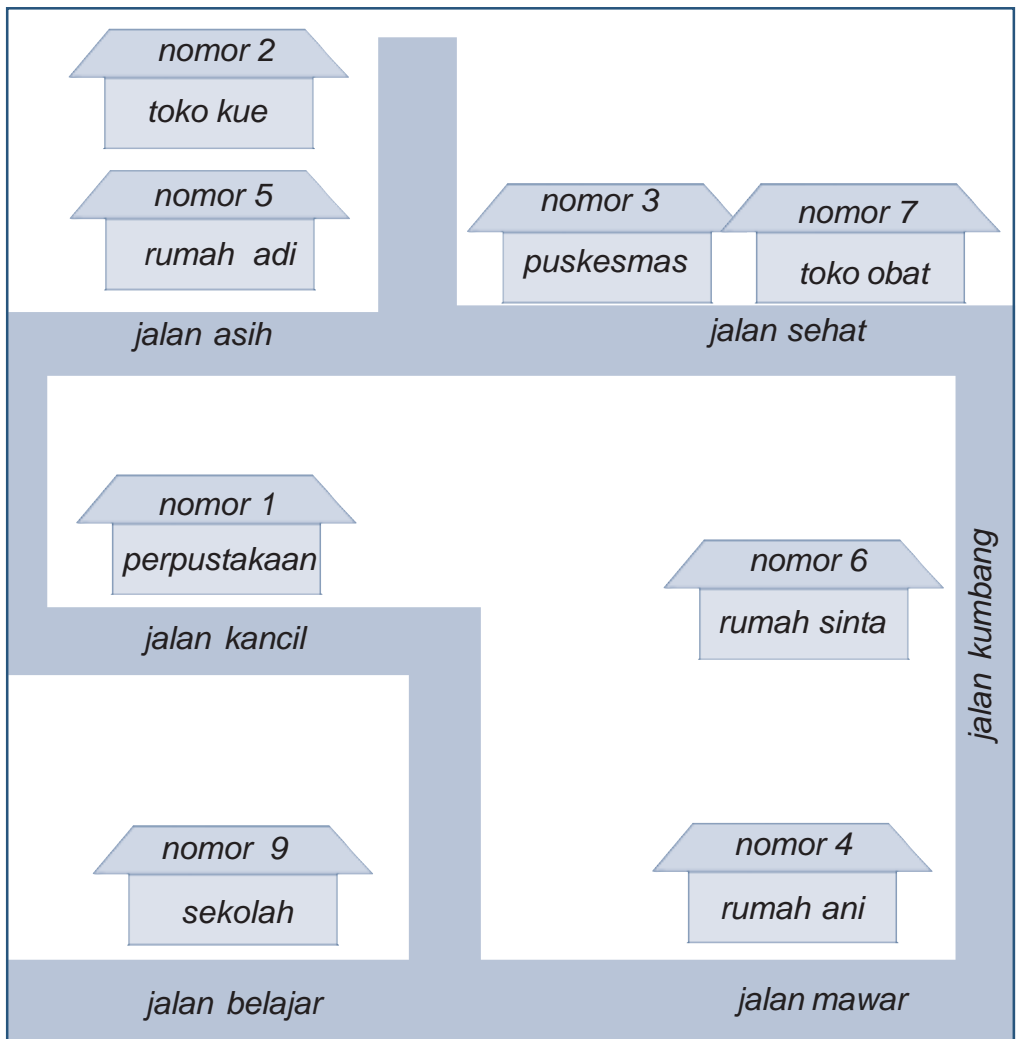 nomor 2
toko kue
nomor 5
rumah adi
nomor 3
puskesmas
nomor 7
toko obat
jalan asih
jalan sehat
nomor 1
perpustakaan
jalan kancil
nomor 6
rumah sinta
jalan kumbang
nomor 9
sekolah
nomor 4
rumah ani
jalan belajar
jalan mawar